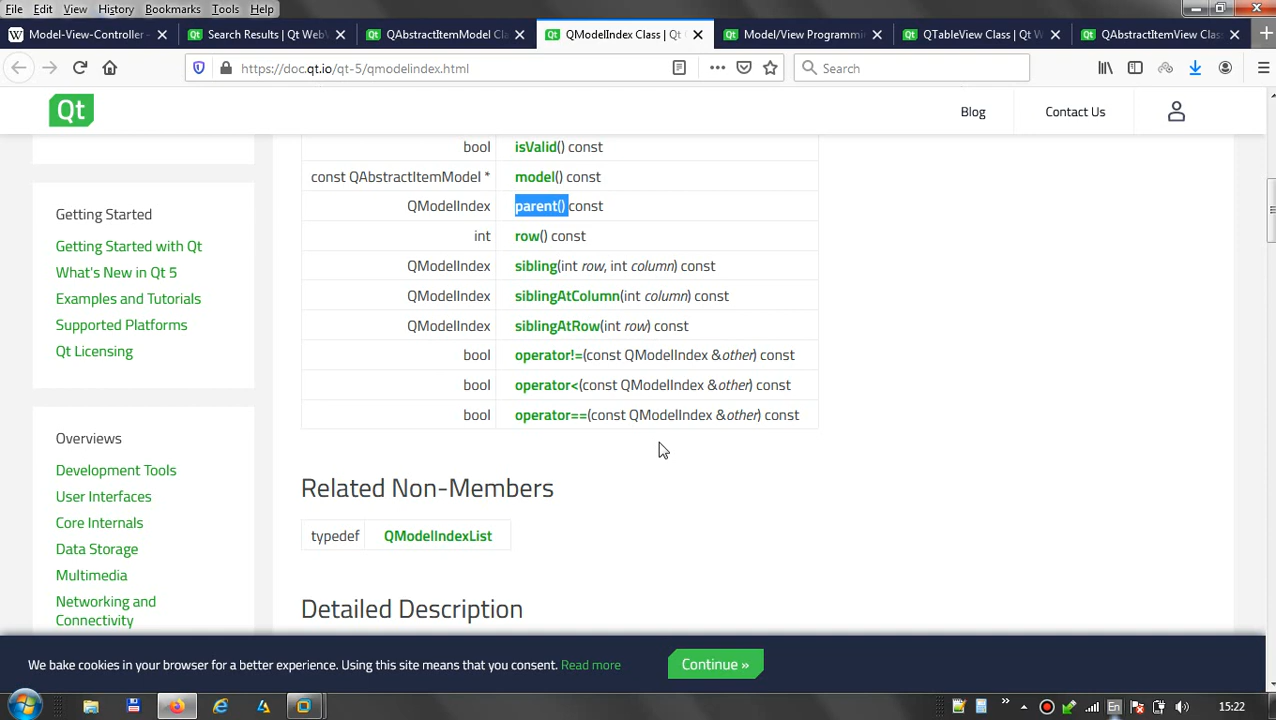 File Edit View History Bookmarks Tools Help
Model-View-Controller - Search Results | Qt WebV QAbstractItemModel Cla QModelIndex Class | Qt Model/View Programmi QTableView Class | Qt W QAbstractItemView Clas
https://doc.qt.io/qt-5/qmodelindex.html Search
Qt Blog Contact Us
bool isValid() const
const QAbstractItemModel * model() const
QModelIndex parent() const
int row() const
QModelIndex sibling(int row, int column) const
QModelIndex siblingAtColumn(int column) const
QModelIndex siblingAtRow(int row) const
bool operator!=(const QModelIndex &other) const
bool operator<(const QModelIndex &other) const
bool operator==(const QModelIndex &other) const
Related Non-Members
typedef QModelIndexList
Detailed Description
Getting Started
Getting Started with Qt
What's New in Qt 5
Examples and Tutorials
Supported Platforms
Qt Licensing
Overviews
Development Tools
User Interfaces
Core Internals
Data Storage
Multimedia
Networking and
Connectivity
We bake cookies in your browser for a better experience. Using this site means that you consent. Read more Continue »
En 15:22